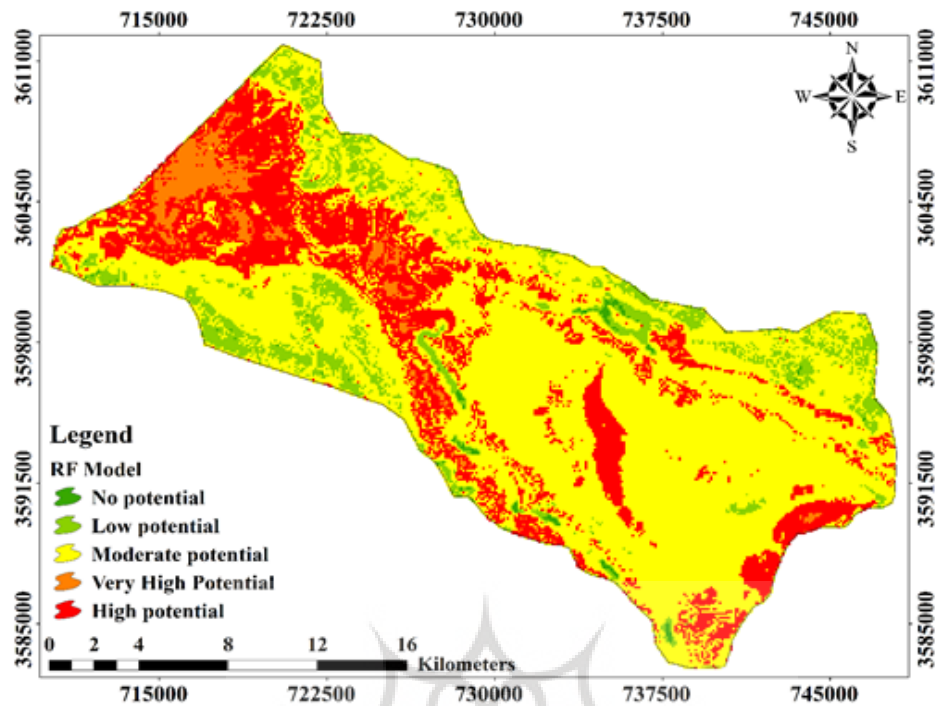 715000 722500 730000 737500 745000
3611000 3611000
N
W E
S
3604500 3604500
3598000 3598000
Legend
RF Model
3591500 3591500
No potential
Low potential
Moderate potential
Very High Potential
High potential
3585000 3585000
0 2 4 8 12 16
Kilometers
715000 722500 730000 737500 745000